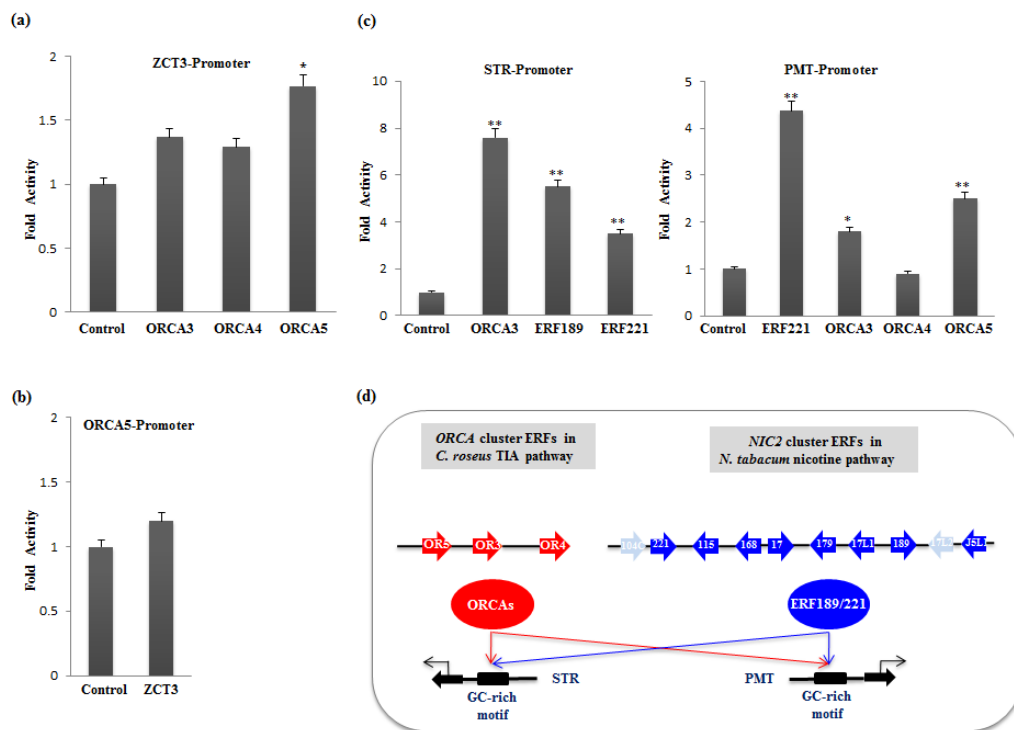 (a)
ZCT3-Promoter
2
1.5
1
0.5
0
Fold Activity
*
Control ORCA3 ORCA4 ORCA5
(b)
ORCA5-Promoter
2
1.5
1
0.5
0
Fold Activity
Control ZCT3
(c)
STR-Promoter
10
8
6
4
2
0
Fold Activity
**
**
**
Control ORCA3 ERF189 ERF221
PMT-Promoter
5
4
3
2
1
0
Fold Activity
**
*
**
Control ERF221 ORCA3 ORCA4 ORCA5
(d)
ORCA cluster ERFs in
C. roseus TIA pathway
NIC2 cluster ERFs in
N. tabacum nicotine pathway
OR5 OR3 OR4
221 115 168 17 179 17L1 189
ORCAs
ERF189/221
STR
GC-rich
motif
PMT
GC-rich
motif